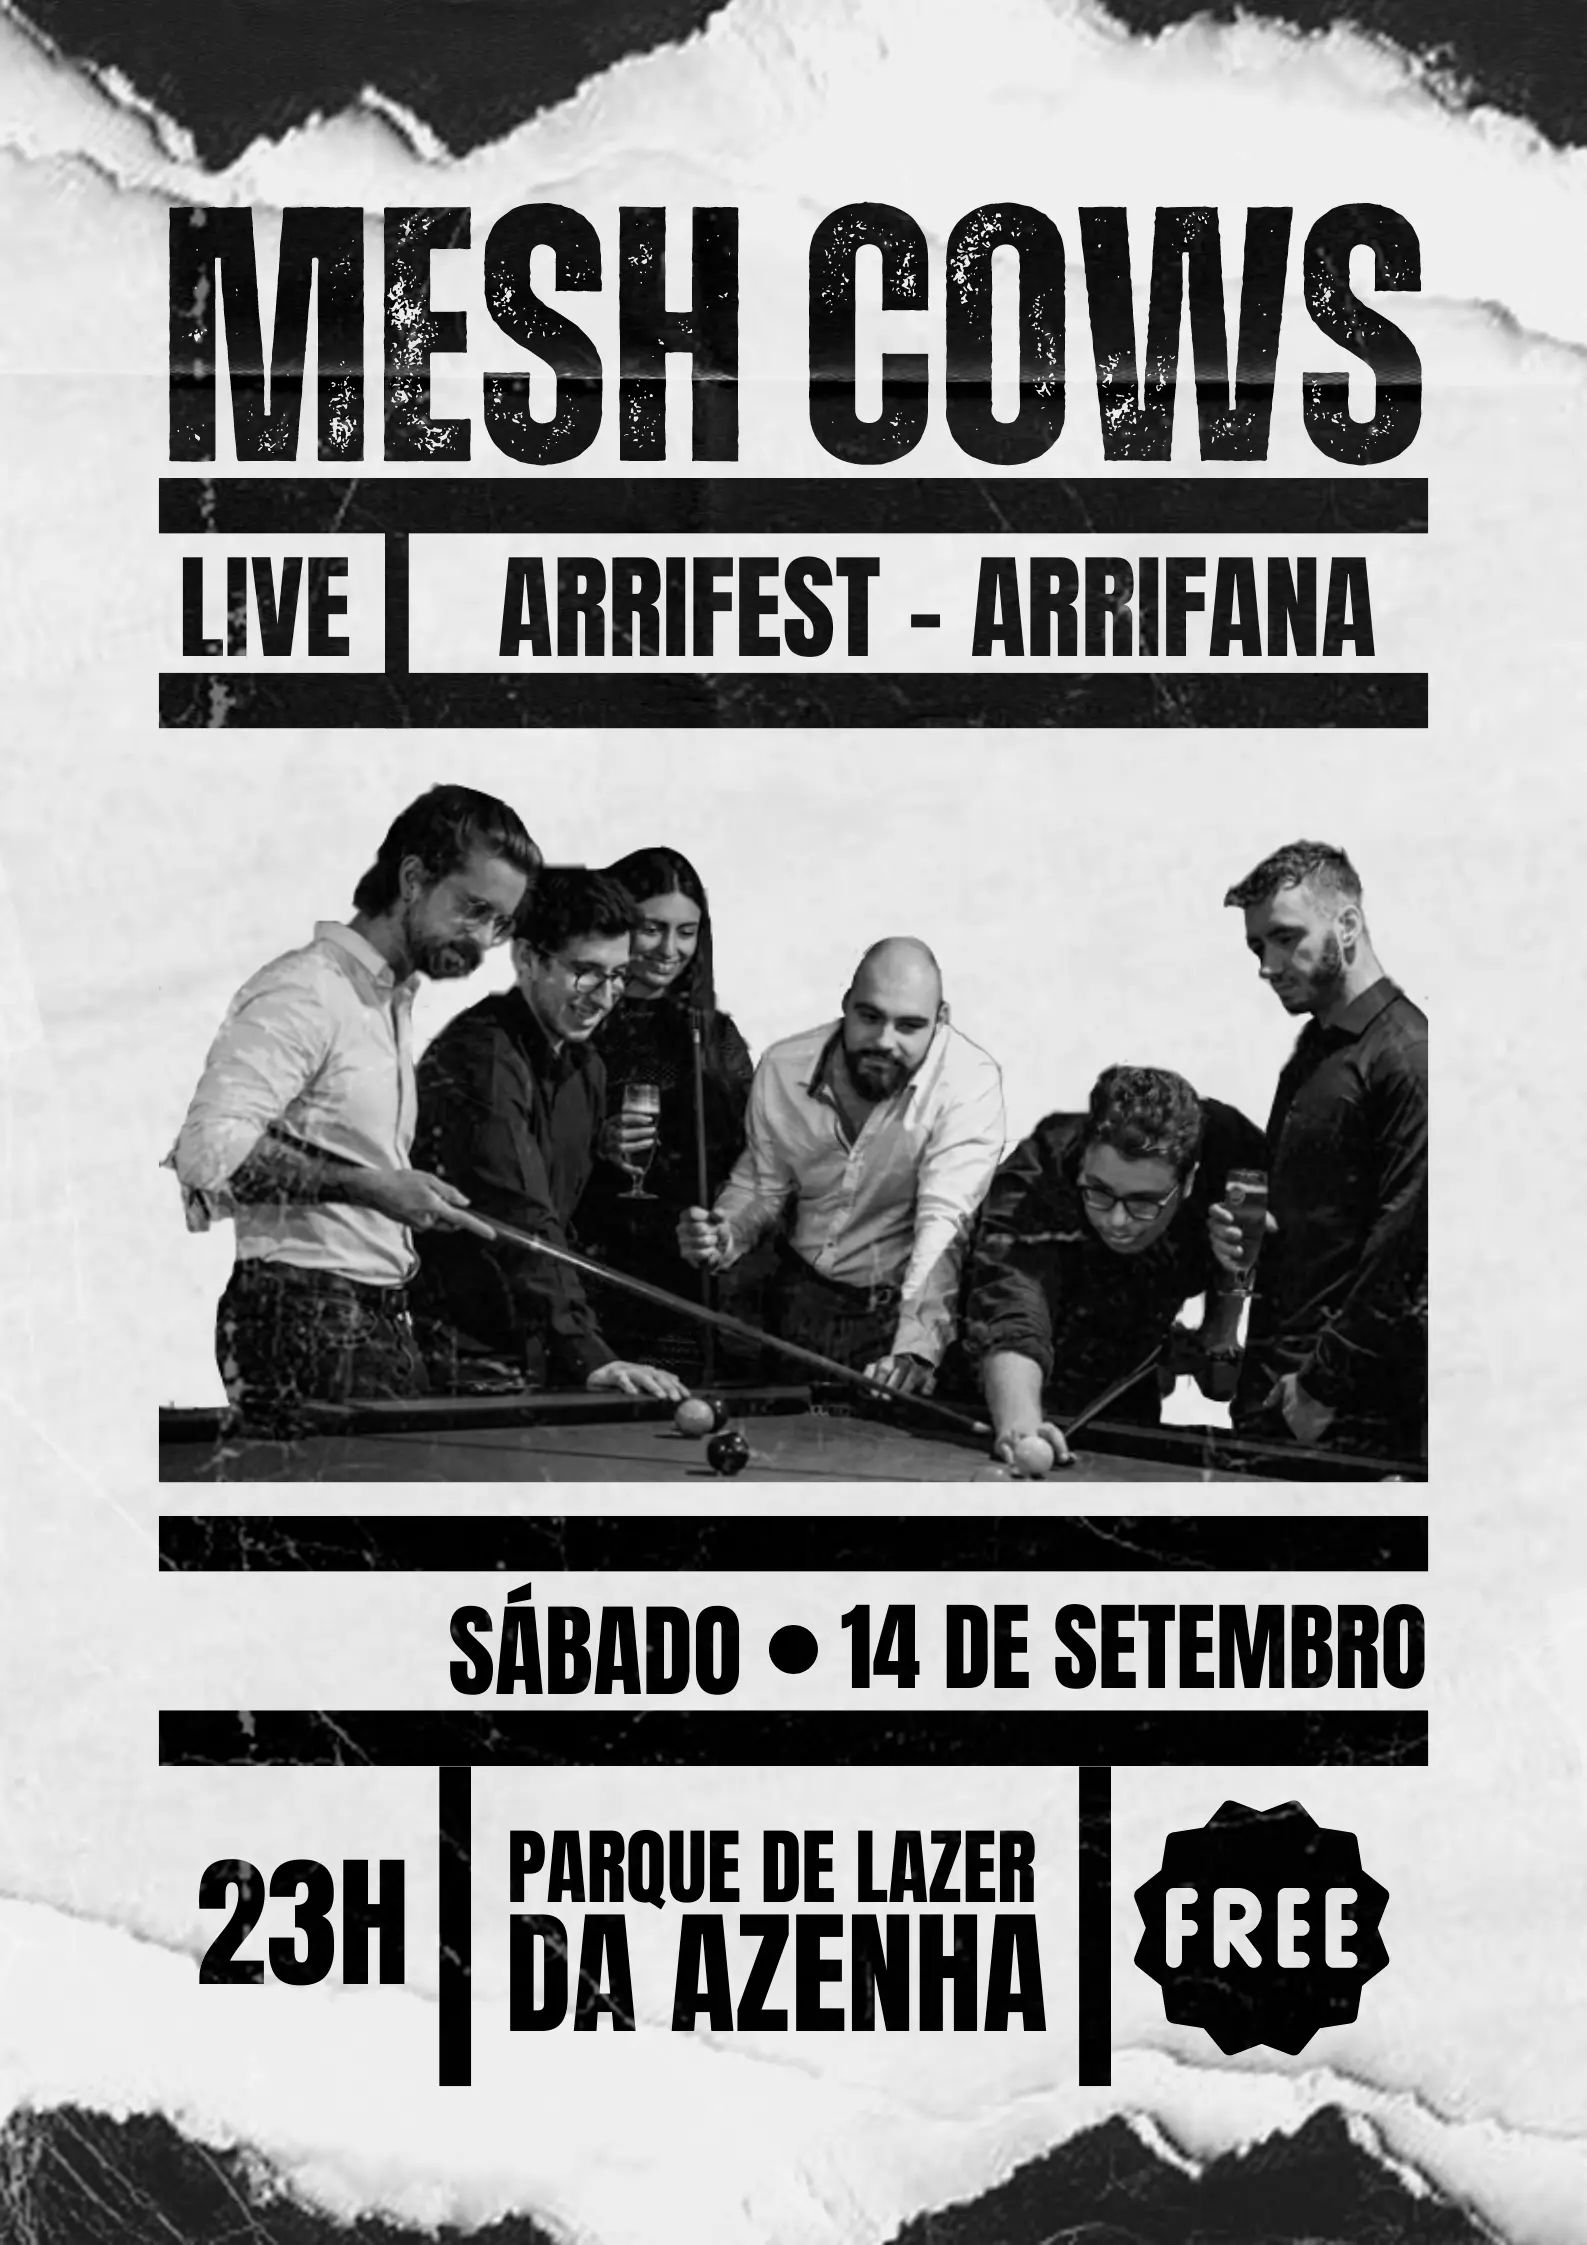 MESH COWS
LIVE
ARRIFEST - ARRIFANA
SÁBADO • 14 DE SETEMBRO
23H
PARQUE DE LAZER
DA AZENHA
FREE